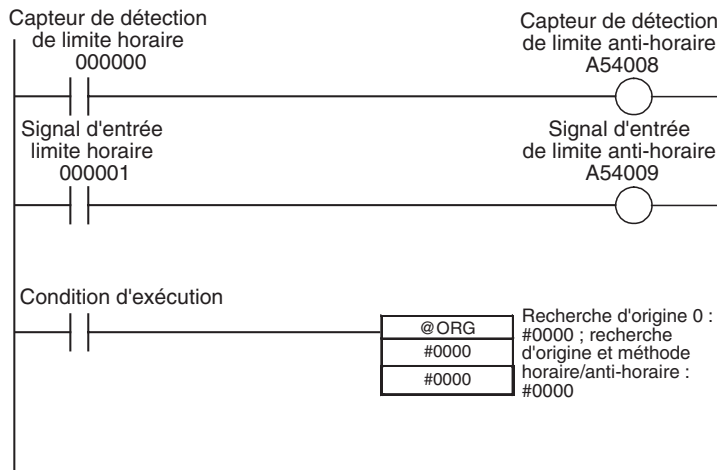 Capteur de détection
de limite horaire
000000
Capteur de détection
de limite anti-horaire
A54008
Signal d'entrée
limite horaire
000001
Signal d'entrée
de limite anti-horaire
A54009
Condition d'exécution
@ORG
#0000
#0000
Recherche d'origine 0 :
#0000 ; recherche
d'origine et méthode
horaire/anti-horaire :
#0000